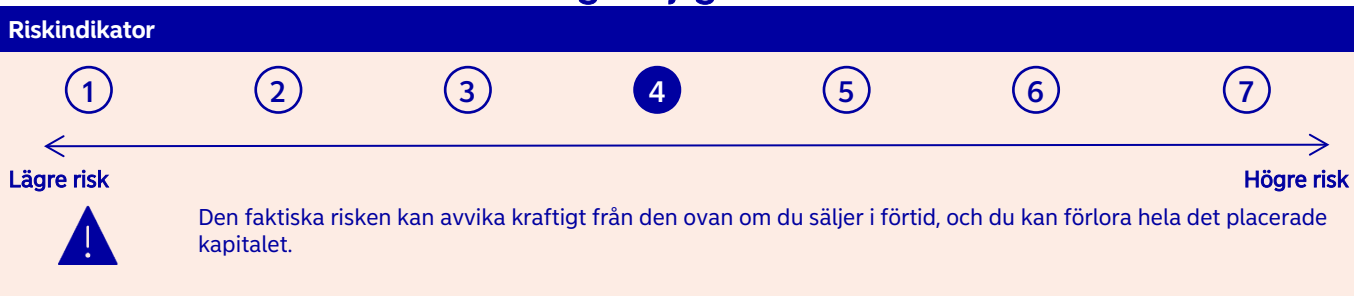 Riskindikator
1 2 3 4 5 6 7
Lägre risk Högre risk
Den faktiska risken kan avvika kraftigt från den ovan om du säljer i förtid, och du kan förlora hela det placerade
kapitalet.